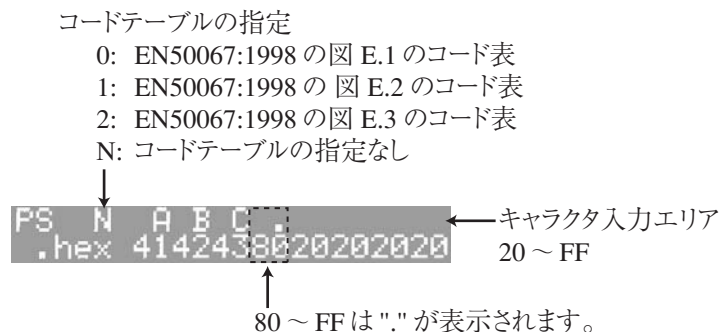 コードテーブルの指定
0: EN50067:1998 の図 E.1 のコード表
1: EN50067:1998 の 図 E.2 のコード表
2: EN50067:1998 の図 E.3 のコード表
N: コードテーブルの指定なし
PS N A B C .
.hex 4142438020202020
キャラクタ入力エリア
20 ~ FF
80 ~ FF は "." が表示されます。